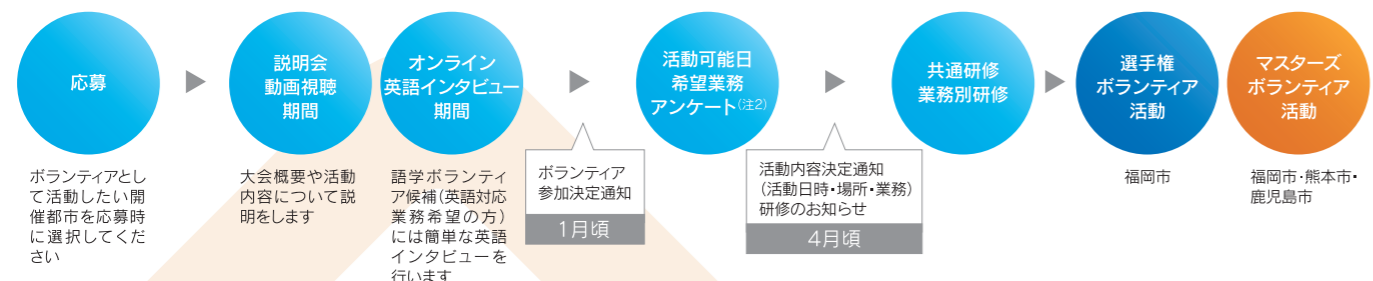 応募
ボランティアとし
て活動したい開
催都市を応募時
に選択してくだ
さい
説明会
動画視聴
期間
大会概要や活動
内容について説
明をします
オンライン
英語インタビュー
期間
語学ボランティ
ア候補(英語対応
業務希望の方)
には簡単な英語
インタビューを
行います
ボランティア
参加決定通知
1月頃
活動可能日
希望業務
アンケート(注2)
活動内容決定通知
(活動日時・場所・業務)
研修のお知らせ
4月頃
共通研修
業務別研修
選手権
ボランティア
活動
福岡市
マスターズ
ボランティア
活動
福岡市・熊本市・
鹿児島市